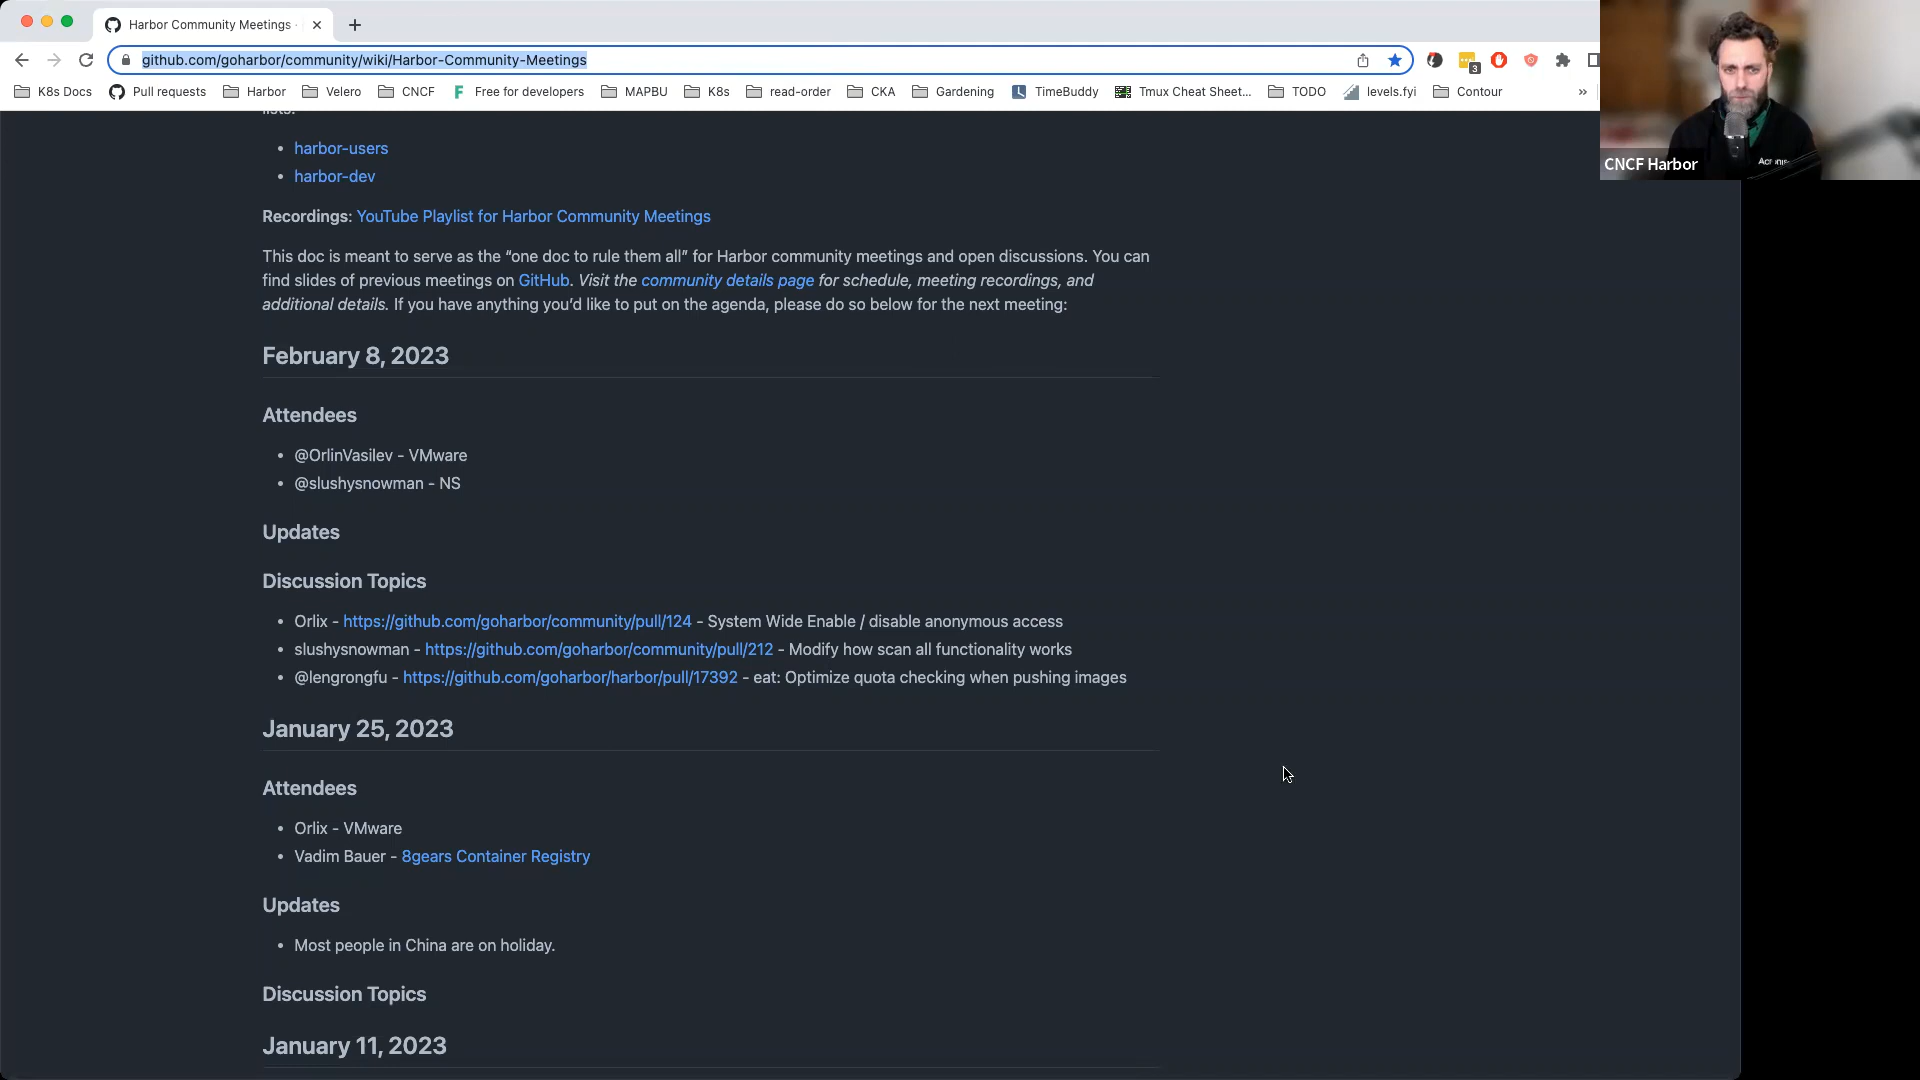 Harbor Community Meetings ·
github.com/goharbor/community/wiki/Harbor-Community-Meetings
3
K8s Docs Pull requests Harbor Velero CNCF Free for developers MAPBU K8s read-order CKA Gardening TimeBuddy Tmux Cheat Sheet... TODO levels.fyi Contour »
CNCF Harbor
lists:
• harbor-users
• harbor-dev
Recordings: YouTube Playlist for Harbor Community Meetings
This doc is meant to serve as the “one doc to rule them all” for Harbor community meetings and open discussions. You can
find slides of previous meetings on GitHub. Visit the community details page for schedule, meeting recordings, and
additional details. If you have anything you’d like to put on the agenda, please do so below for the next meeting:
February 8, 2023
Attendees
• @OrlinVasilev - VMware
• @slushysnowman - NS
Updates
Discussion Topics
• Orlix - https://github.com/goharbor/community/pull/124 - System Wide Enable / disable anonymous access
• slushysnowman - https://github.com/goharbor/community/pull/212 - Modify how scan all functionality works
• @lengrongfu - https://github.com/goharbor/harbor/pull/17392 - eat: Optimize quota checking when pushing images
January 25, 2023
Attendees
• Orlix - VMware
• Vadim Bauer - 8gears Container Registry
Updates
• Most people in China are on holiday.
Discussion Topics
January 11, 2023